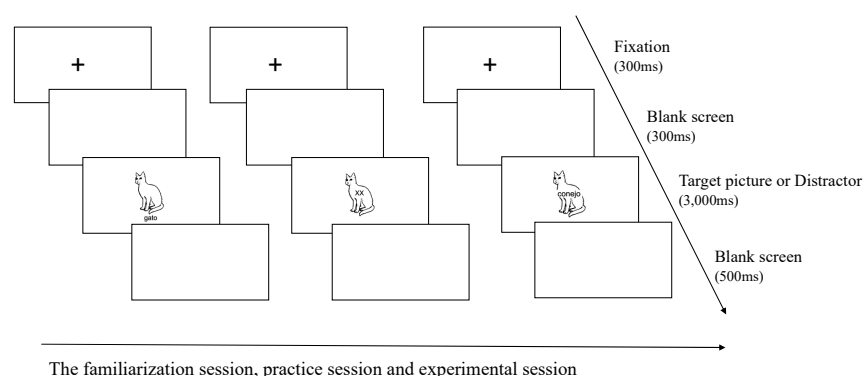 +
+
+
Fixation
(300ms)
Blank screen
(300ms)
gato
XX
conejo
Target picture or Distractor
(3,000ms)
Blank screen
(500ms)
The familiarization session, practice session and experimental session